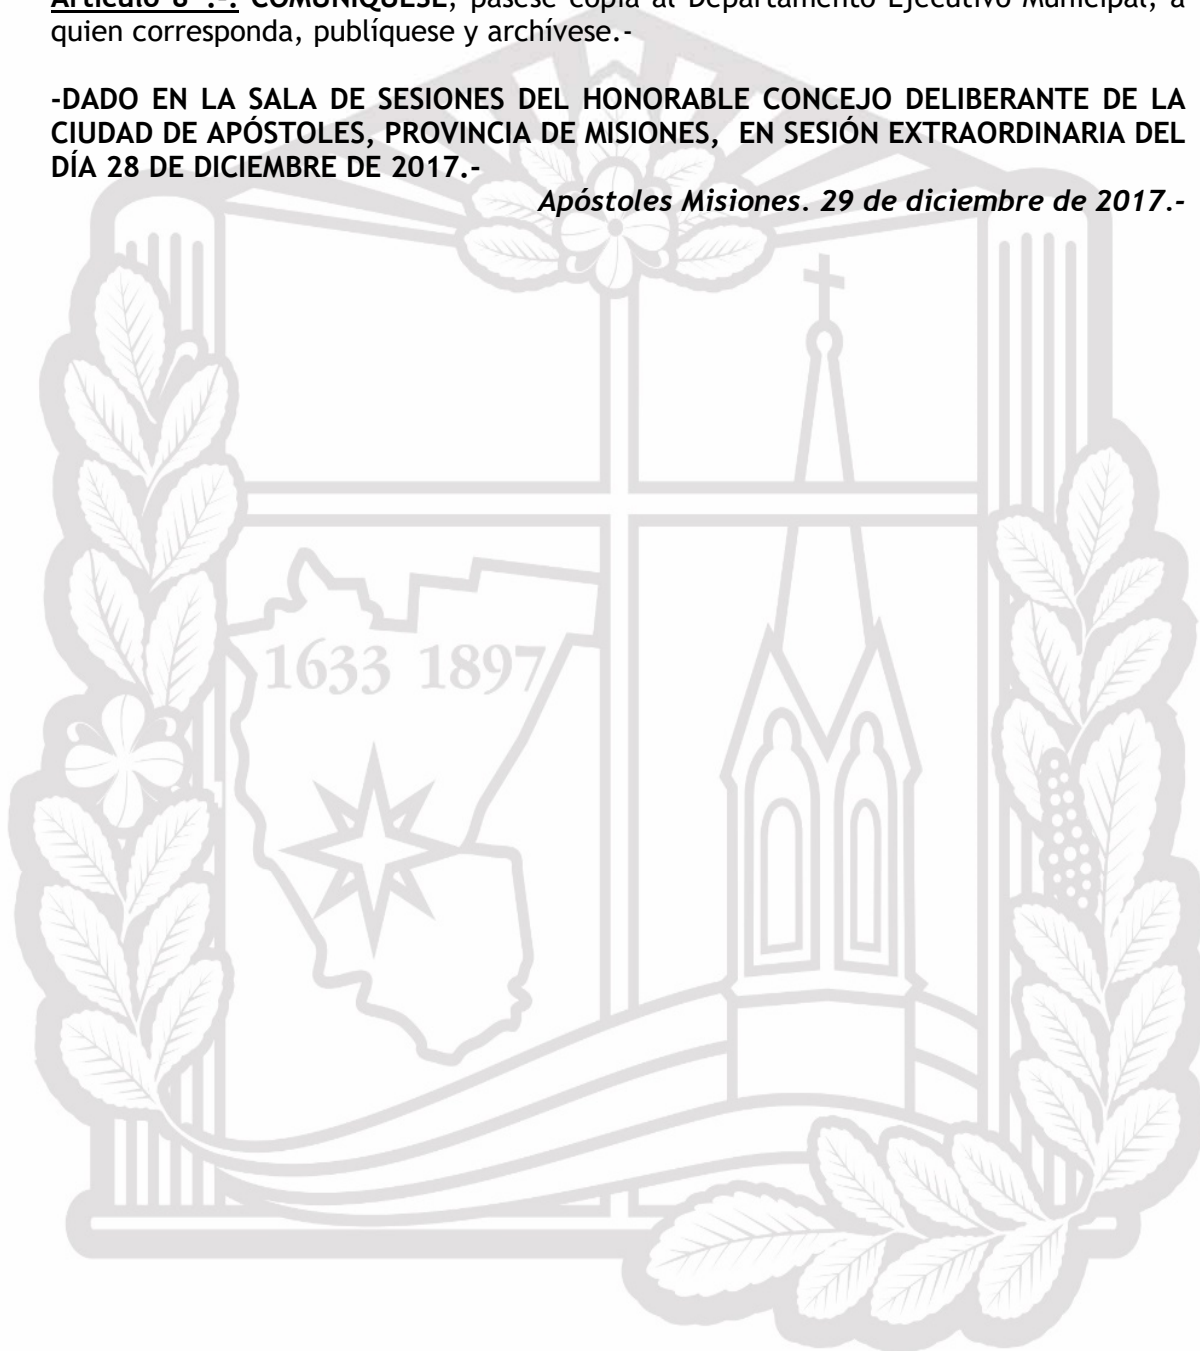 Artículo 8°.-: COMUNÍQUESE, pásese copia al Departamento Ejecutivo Municipal, a
quien corresponda, publíquese y archívese.-
-DADO EN LA SALA DE SESIONES DEL HONORABLE CONCEJO DELIBERANTE DE LA
CIUDAD DE APÓSTOLES, PROVINCIA DE MISIONES, EN SESIÓN EXTRAORDINARIA DEL
DÍA 28 DE DICIEMBRE DE 2017.-
Apóstoles Misiones. 29 de diciembre de 2017.-
1633 1897